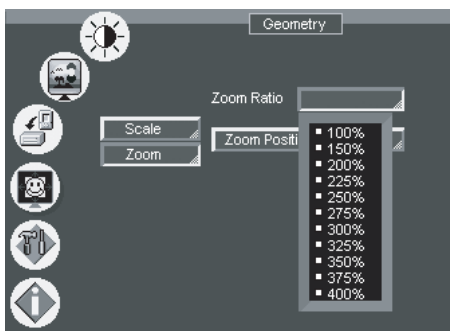 Geometry
Zoom Ratio
Scale
Zoom
Zoom Positi
100%
150%
200%
225%
250%
275%
300%
325%
350%
375%
400%